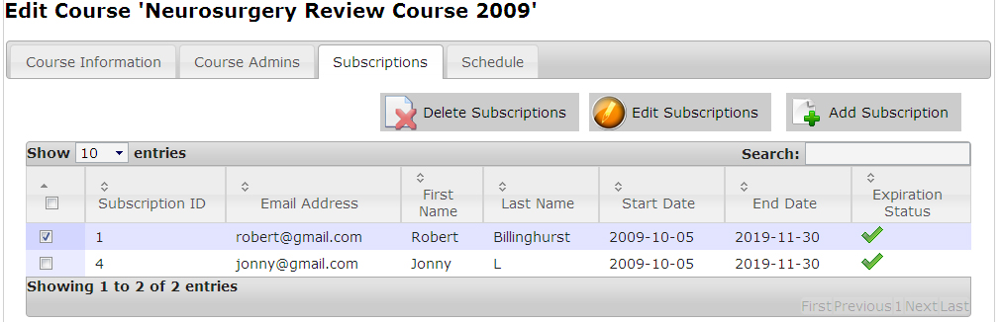 Edit Course 'Neurosurgery Review Course 2009'
Course Information Course Admins Subscriptions Schedule
Delete Subscriptions Edit Subscriptions Add Subscription
Show 10 entries Search:
Subscription ID Email Address First Name Last Name Start Date End Date Expiration Status
1 robert@gmail.com Robert Billinghurst 2009-10-05 2019-11-30
4 jonny@gmail.com Jonny L 2009-10-05 2019-11-30
Showing 1 to 2 of 2 entries
First Previous 1 Next Last